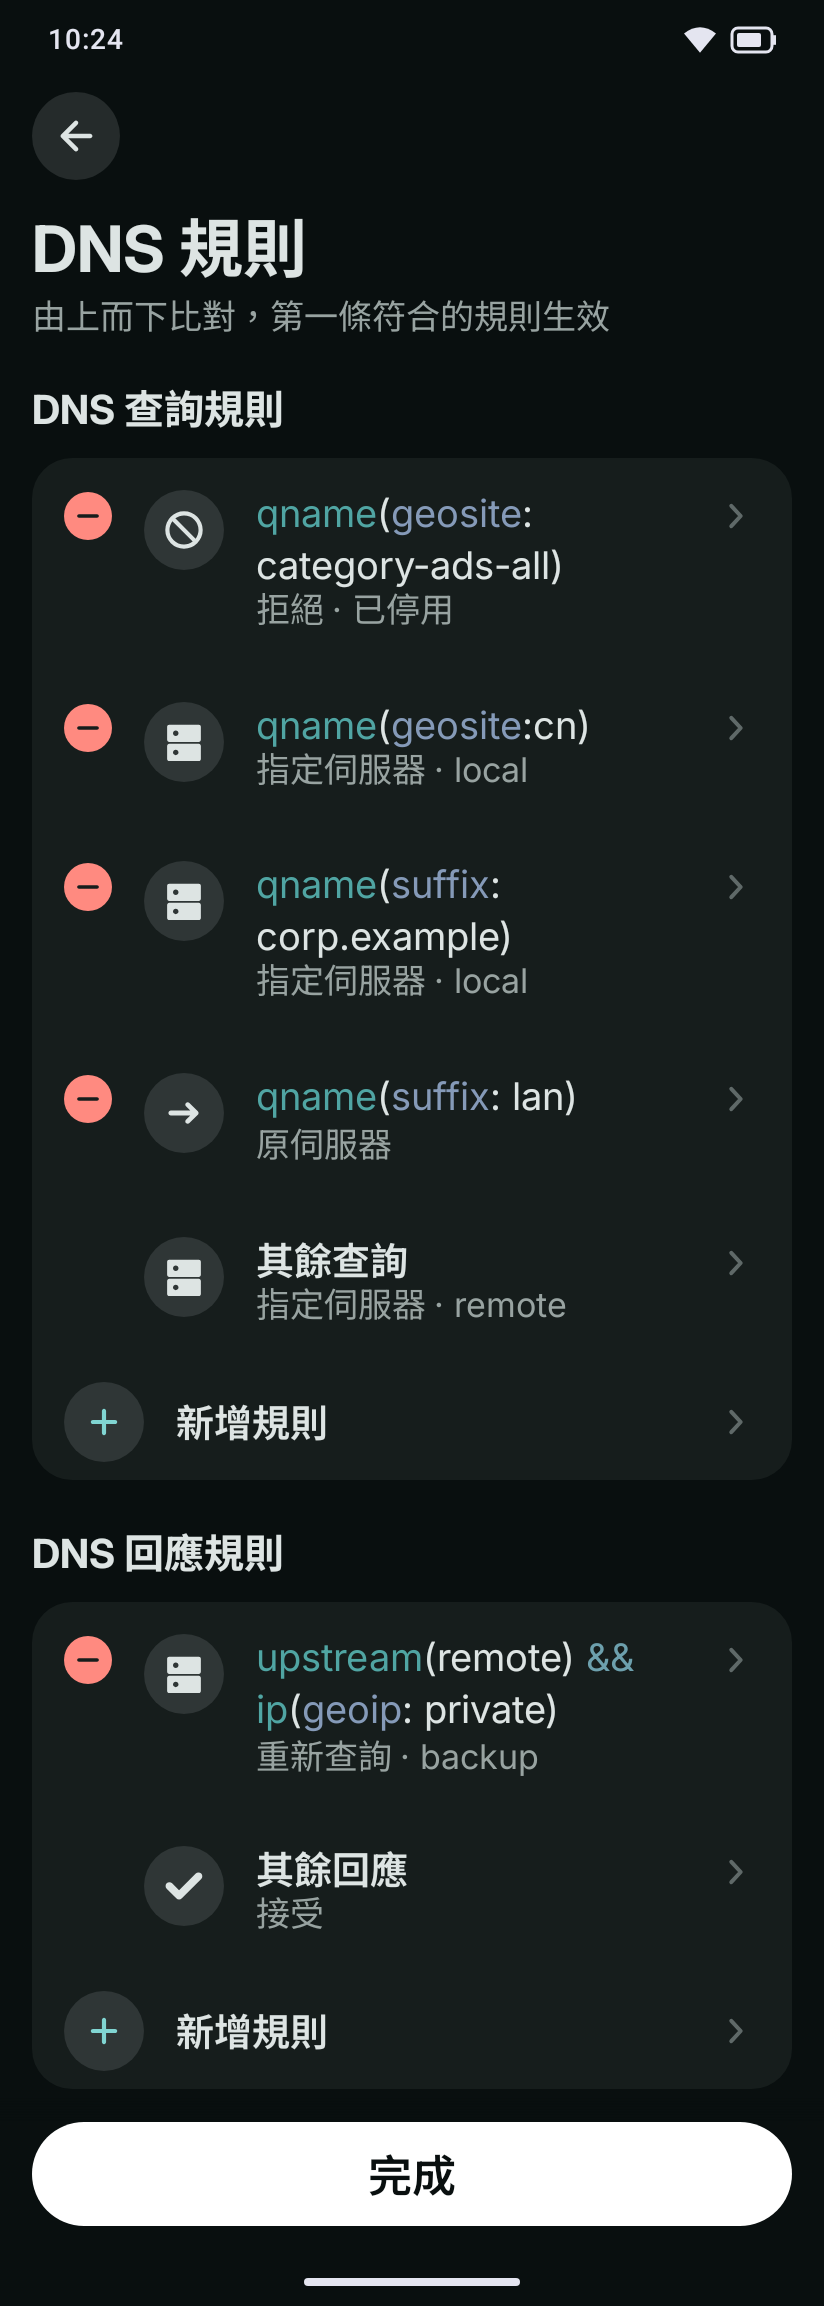 10:24
DNS 規則
由上而下比對，第一條符合的規則生效
DNS 查詢規則
qname(geosite:
category-ads-all)
拒絕 · 已停用
qname(geosite:cn)
指定伺服器 · local
qname(suffix:
corp.example)
指定伺服器 · local
qname(suffix: lan)
原伺服器
其餘查詢
指定伺服器 · remote
新增規則
DNS 回應規則
upstream(remote) &&
ip(geoip: private)
重新查詢 · backup
其餘回應
接受
新增規則
完成